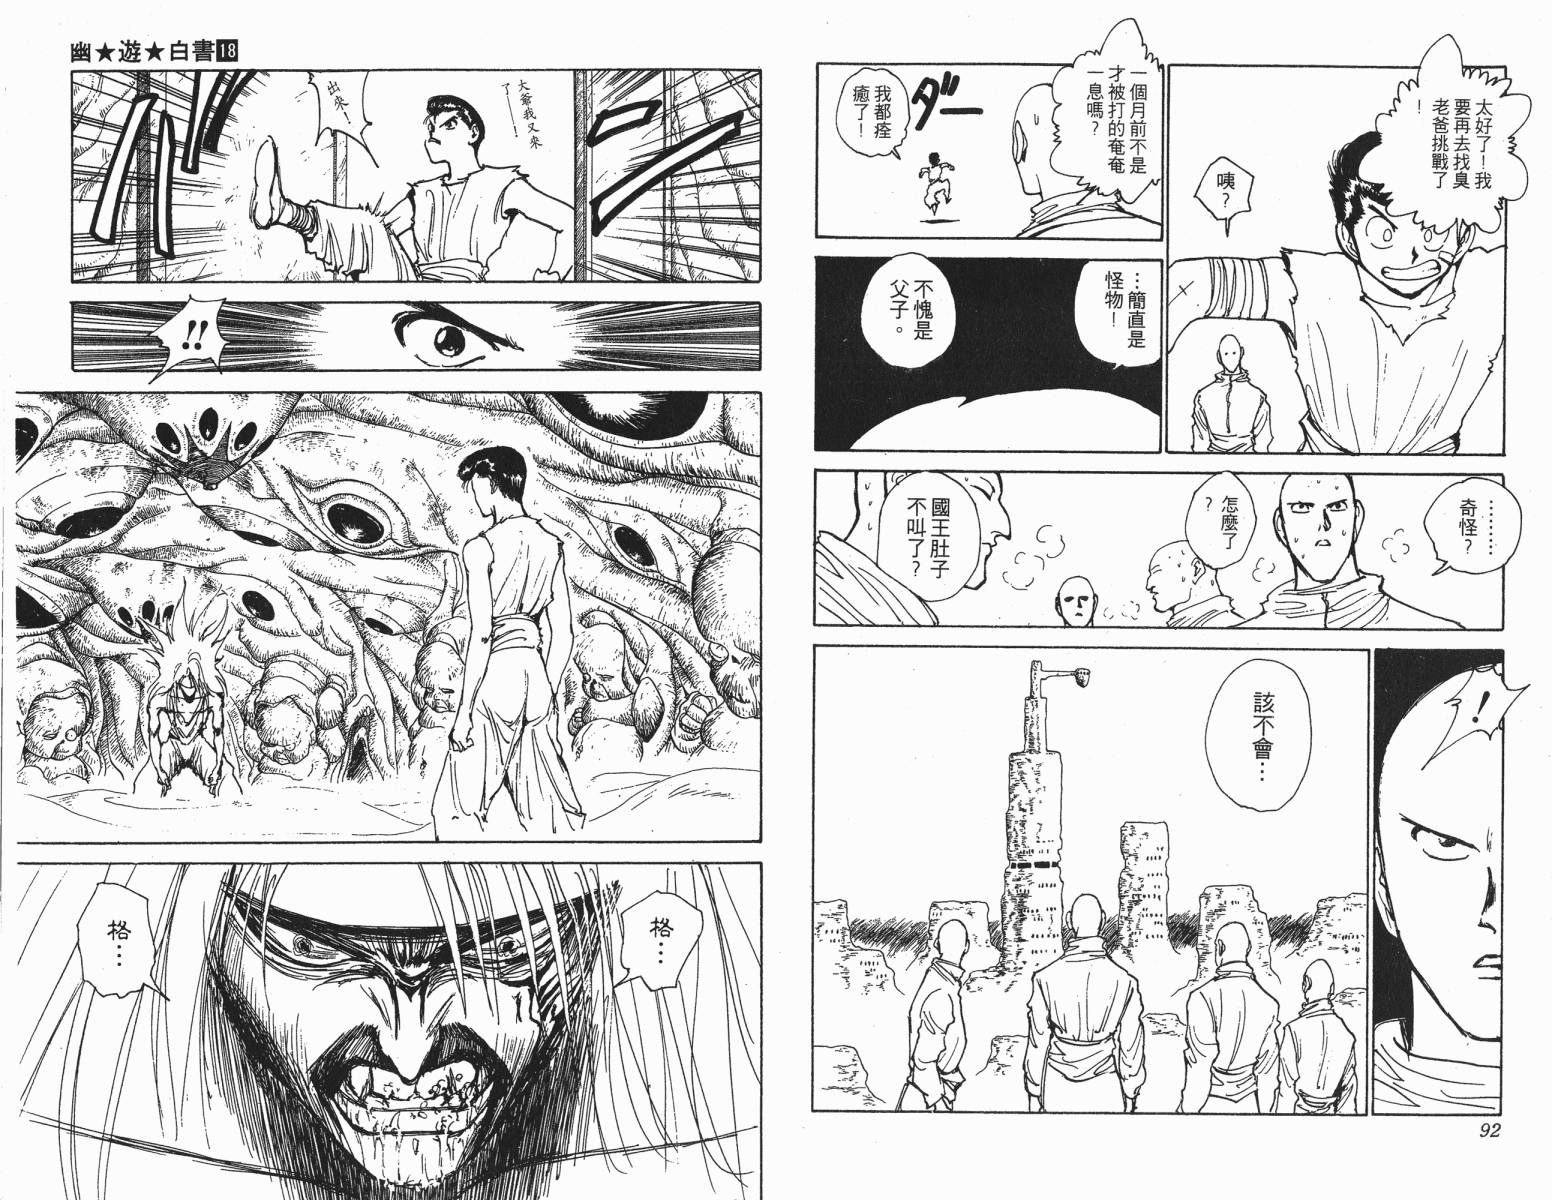 太好了！我
要再去找臭
老爸挑戰了
！
咦
？
一個月前不是
才被打的奄奄
一息嗎？
ダー
我都痊
癒了！
…簡直是
怪物！
不愧是
父子。
………
奇怪？
怎麼了
？
國王肚子
不叫了？
！
該不會…
92
幽★遊★白書18
大爺我又來
了——！
出來！
！！
格…
格…